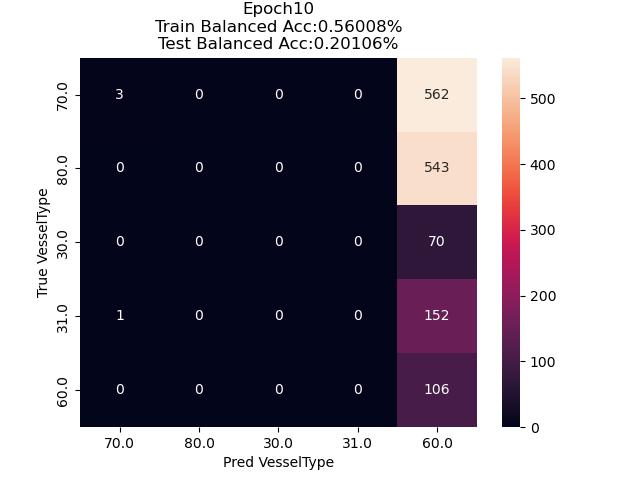 Epoch10
Train Balanced Acc:0.56008%
Test Balanced Acc:0.20106%
70.0 3 0 0 0 562
80.0 0 0 0 0 543
30.0 0 0 0 0 70
31.0 1 0 0 0 152
60.0 0 0 0 0 106
70.0 80.0 30.0 31.0 60.0
Pred VesselType
True VesselType
500
400
300
200
100
0